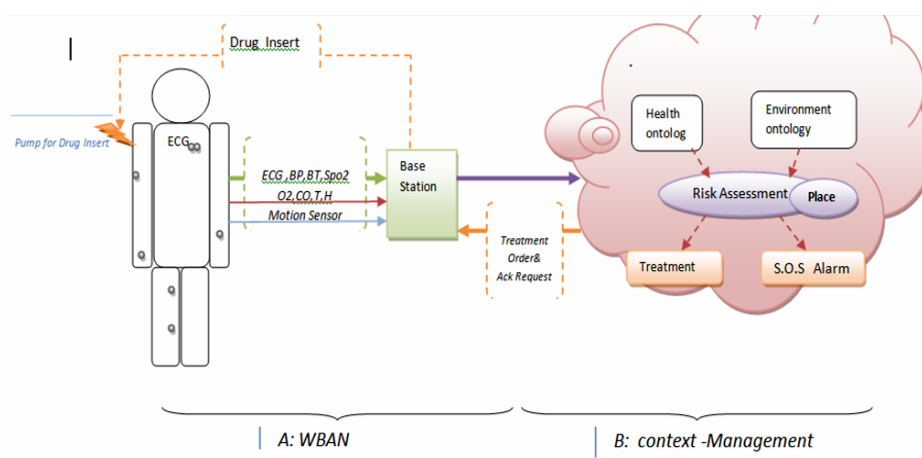 Drug Insert
Pump for Drug Insert
ECG
ECG ,BP,BT,Spo2
O2,CO,T,H
Motion Sensor
Base
Station
Treatment
Order&
Ack Request
Health
ontolog
Environment
ontology
Risk Assessment
Place
Treatment
S.O.S Alarm
A: WBAN
B: context -Management